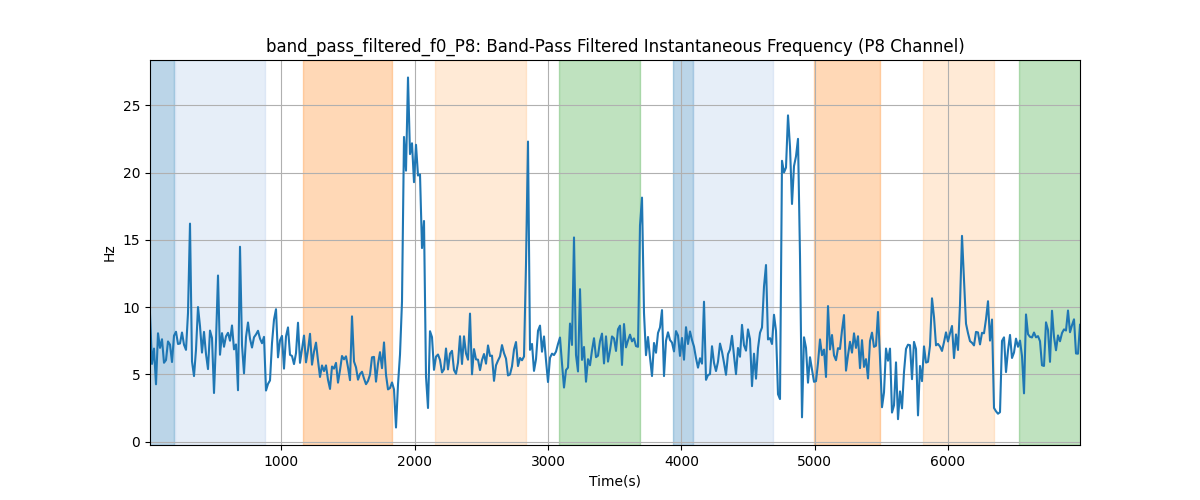 band_pass_filtered_f0_P8: Band-Pass Filtered Instantaneous Frequency (P8 Channel)
25
20
15
10
5
0
Hz
1000 2000 3000 4000 5000 6000
Time(s)